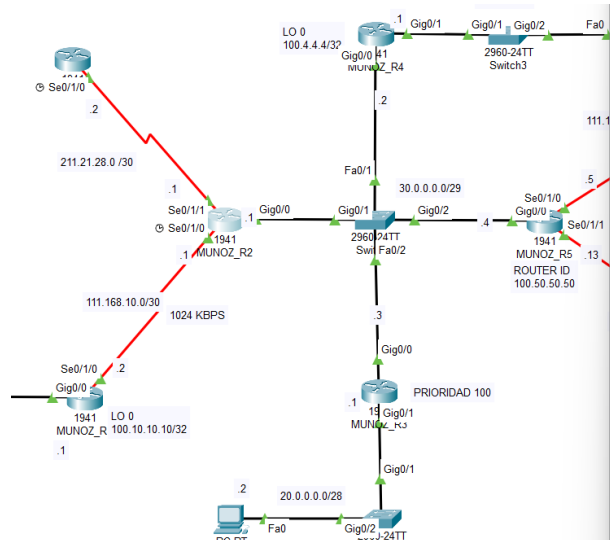 LO 0
100.4.4.4/32
.1
Gig0/1
Gig0/1
Gig0/2
Fa0
2960-24TT
Switch3
41
Gig0/0
MUNOZ_R4
1941
Se0/1/0
.2
.2
211.21.28.0 /30
111.1
Fa0/1
30.0.0.0.0/29
.5
.1
Se0/1/0
Se0/1/1
Gig0/0
Gig0/1
Gig0/2
Gig0/0
.1
.4
Se0/1/1
Se0/1/0
1941
MUNOZ_R2
2960-24TT
Fa0/2
1941
MUNOZ_R5
.13
.1
ROUTER ID
100.50.50.50
111.168.10.0/30
1024 KBPS
.3
Se0/1/0
.2
Gig0/0
Gig0/0
PRIORIDAD 100
1941
MUNOZ_R
LO 0
100.10.10.10/32
.1
.1
Gig0/1
MUNOZ_R3
Gig0/1
.2
20.0.0.0/28
Fa0
Gig0/2